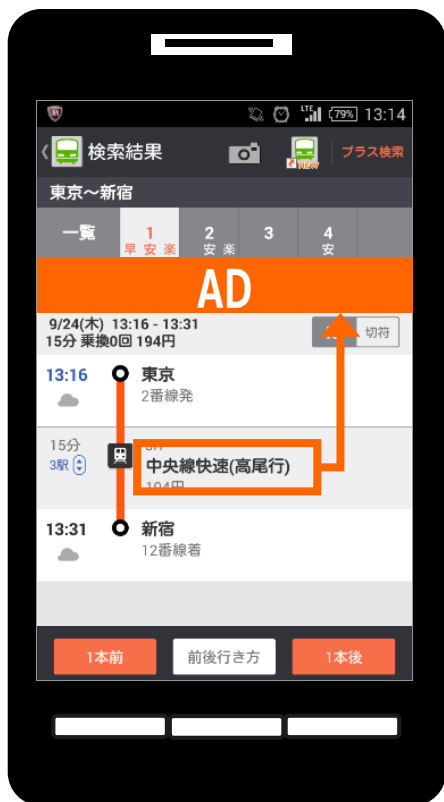 LTE 79% 13:14
検索結果 NEW プラス検索
東京～新宿
一覧 1 2 3 4
早 安 楽 安 楽 安
AD
9/24(木) 13:16 - 13:31
15分 乗換0回 194円
切符
13:16 東京
2番線発
15分
3駅
中央線快速(高尾行)
194円
13:31 新宿
12番線着
1本前 前後行き方 1本後